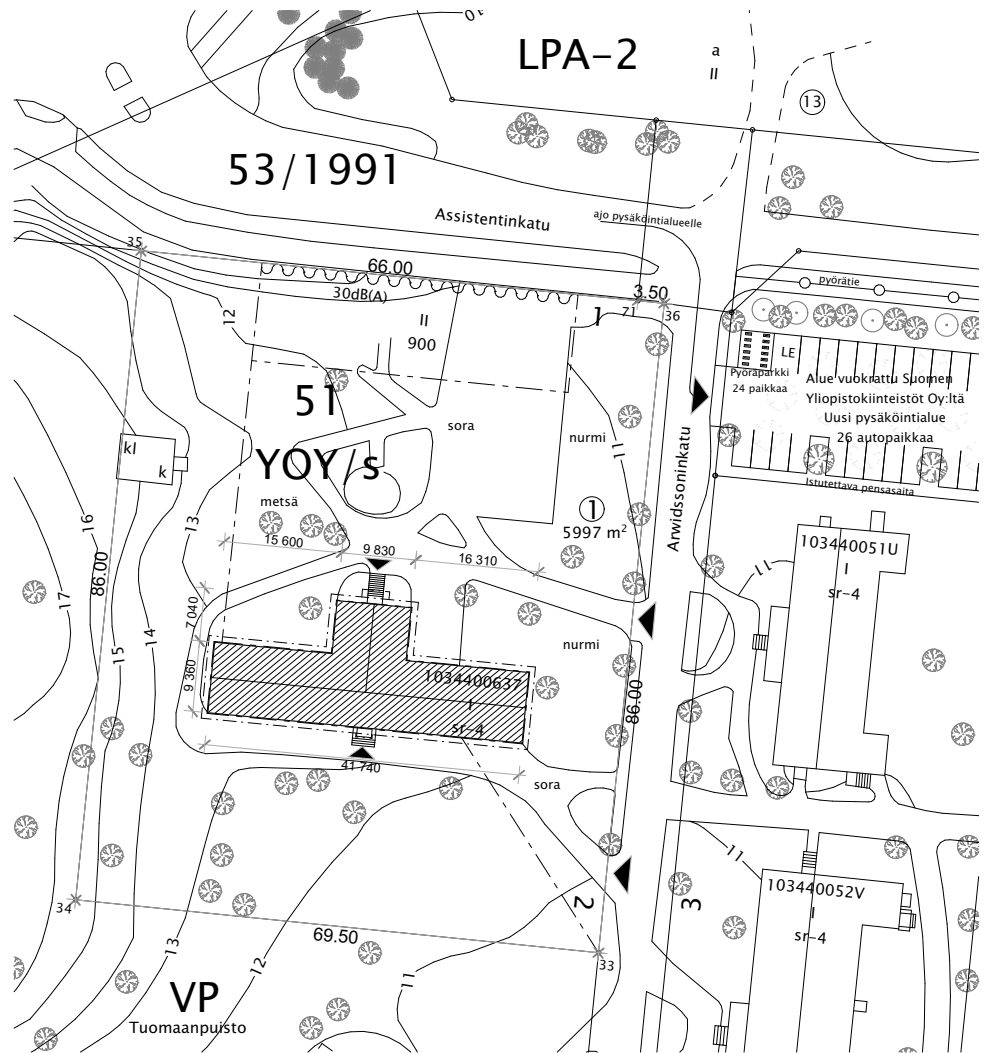 10
LPA-2
a
II
13
53/1991
Assistentinkatu
ajo pysäköintialueelle
35
66.00
30dB(A)
3.50
71
36
1
pyörätie
12
II
900
LE
Pyöräparkki
24 paikkaa
Alue vuokrattu Suomen
Yliopistokiinteistöt Oy:ltä
Uusi pysäköintialue
26 autopaikkaa
Istutettava pensasaita
51
sora
nurmi
11
kl
k
YOY/s
metsä
1
5997 m²
Arwidssoninkatu
16
13
15 600
9 830
16 310
103440051U
I
sr-4
11
86.00
17
7 040
14
15
nurmi
9 360
1034400637
I
sr-4
86.00
41 740
sora
11
103440052V
I
sr-4
34
2
3
69.50
33
13
12
11
VP
Tuomaanpuisto